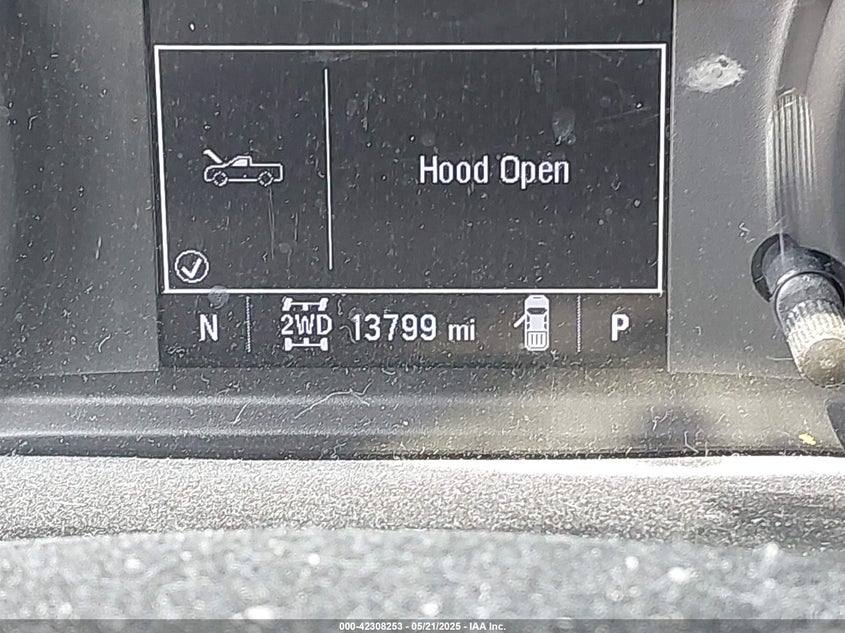 Hood Open
N 2WD 13799 mi P
000-42308253 - 05/21/2025 - IAA Inc.